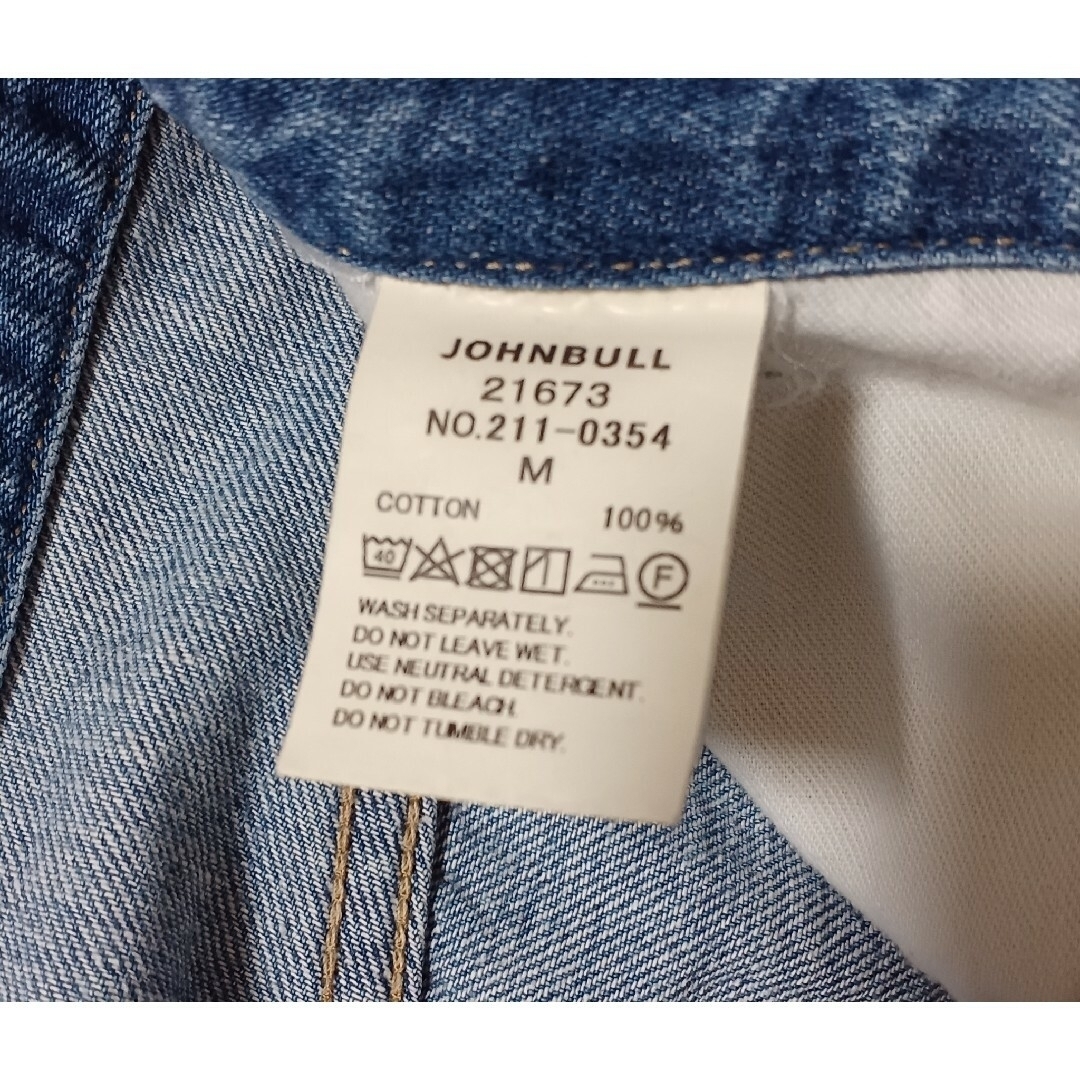 JOHNBULL
21673
NO.211-0354
M
COTTON 100%
40 F
WASH SEPARATELY.
DO NOT LEAVE WET.
USE NEUTRAL DETERGENT.
DO NOT BLEACH.
DO NOT TUMBLE DRY.